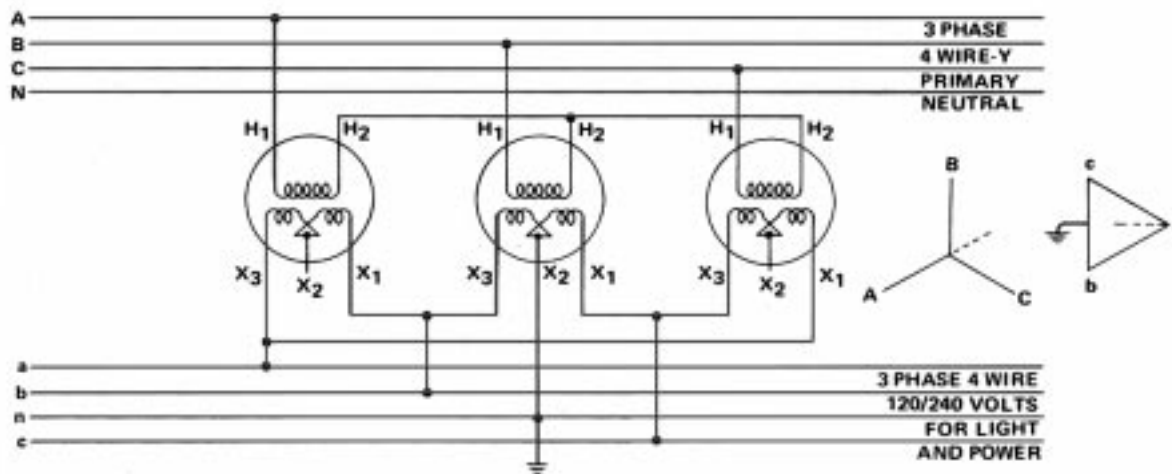 A
3 PHASE
B
4 WIRE-Y
C
PRIMARY
N
NEUTRAL
H1 H2 H1 H2 H1 H2
X3 X2 X1 X3 X2 X1 X3 X2 X1
B
A C
c
b
a
3 PHASE 4 WIRE
b
120/240 VOLTS
n
FOR LIGHT
c
AND POWER